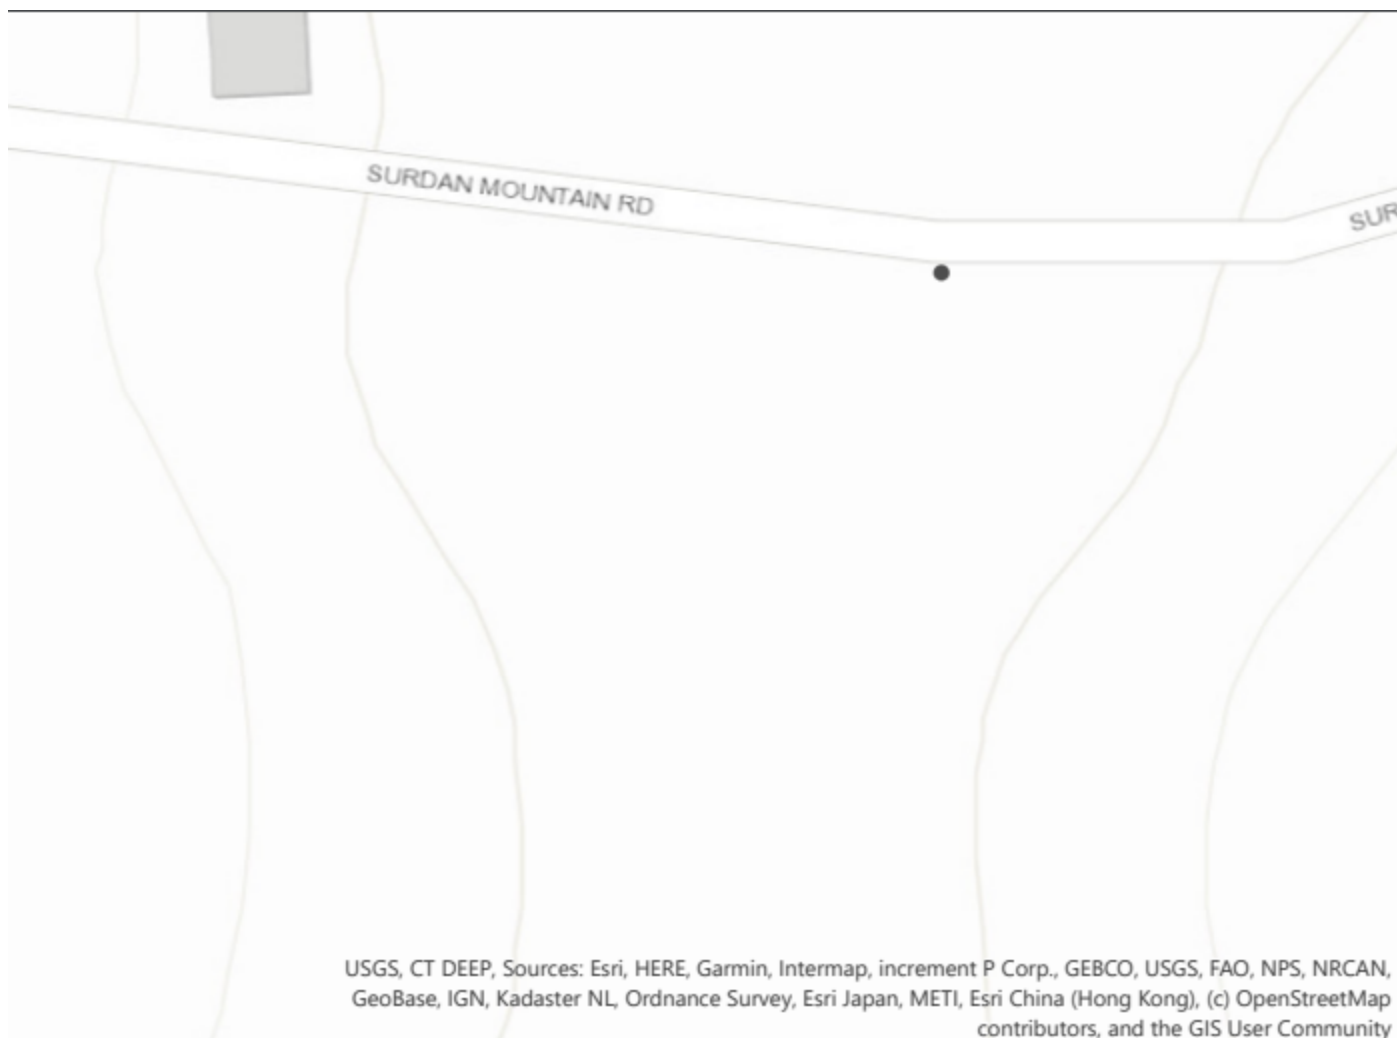 SURDAN MOUNTAIN RD
SUR
USGS, CT DEEP, Sources: Esri, HERE, Garmin, Intermap, increment P Corp., GEBCO, USGS, FAO, NPS, NRCAN,
GeoBase, IGN, Kadaster NL, Ordnance Survey, Esri Japan, METI, Esri China (Hong Kong), (c) OpenStreetMap
contributors, and the GIS User Community